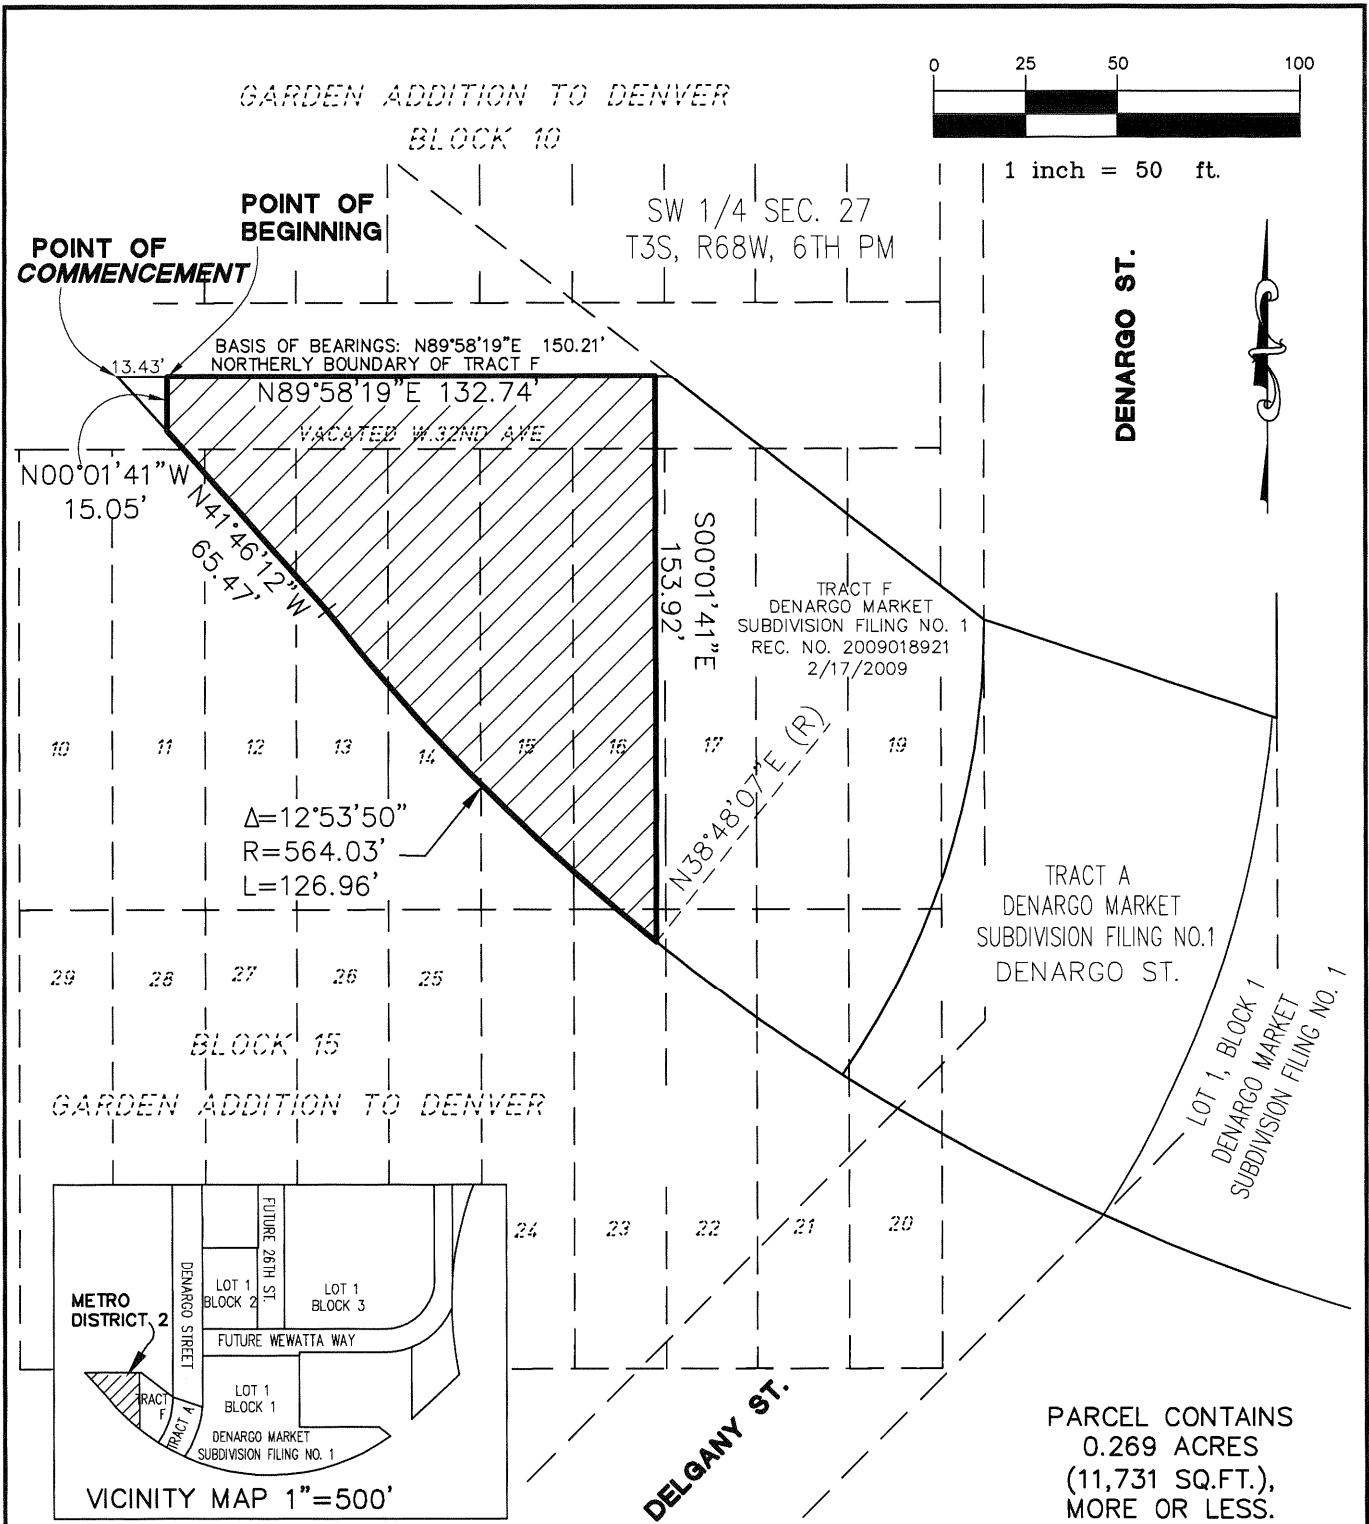 0 25 50 100
1 inch = 50 ft.
GARDEN ADDITION TO DENVER
BLOCK 10
SW 1/4 SEC. 27
T3S, R68W, 6TH PM
POINT OF
BEGINNING
POINT OF
COMMENCEMENT
DENARGO ST.
BASIS OF BEARINGS: N89°58'19"E 150.21'
NORTHERLY BOUNDARY OF TRACT F
13.43'
N89°58'19"E 132.74'
VACATED W.32ND AVE
N00°01'41"W
15.05'
N41°46'12"W
65.47'
S00°01'41"E
153.92'
TRACT F
DENARGO MARKET
SUBDIVISION FILING NO. 1
REC. NO. 2009018921
2/17/2009
N38°48'07"E (R)
10 11 12 13 14 15 16 17 19
Δ=12°53'50"
R=564.03'
L=126.96'
TRACT A
DENARGO MARKET
SUBDIVISION FILING NO.1
DENARGO ST.
LOT 1, BLOCK 1
DENARGO MARKET
SUBDIVISION FILING NO. 1
29 28 27 26 25
BLOCK 15
GARDEN ADDITION TO DENVER
24 23 22 21 20
FUTURE 26TH ST.
DENARGO STREET
LOT 1
BLOCK 2
LOT 1
BLOCK 3
METRO
DISTRICT 2
FUTURE WEWATTA WAY
TRACT
F
TRACT A
LOT 1
BLOCK 1
DENARGO MARKET
SUBDIVISION FILING NO. 1
VICINITY MAP 1"=500'
DELGANY ST.
PARCEL CONTAINS
0.269 ACRES
(11,731 SQ.FT.),
MORE OR LESS.